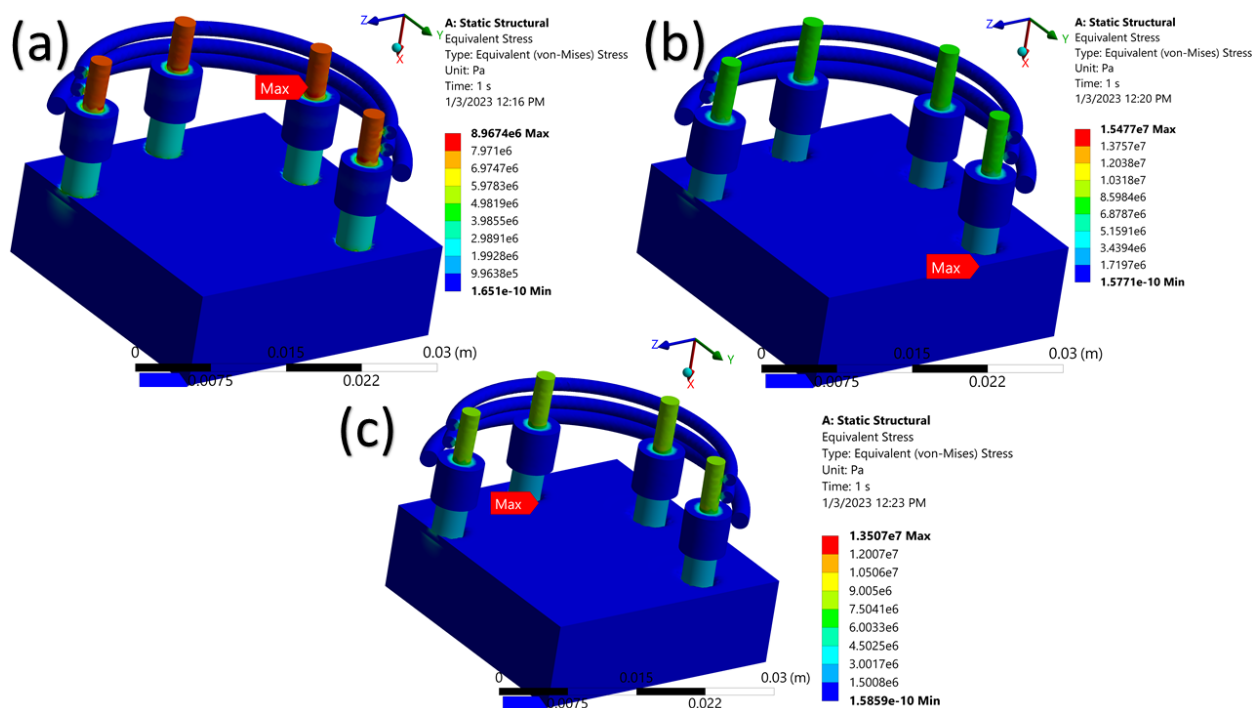 (a)
Z
Y
X
A: Static Structural
Equivalent Stress
Type: Equivalent (von-Mises) Stress
Unit: Pa
Time: 1 s
1/3/2023 12:16 PM
Max
8.9674e6 Max
7.971e6
6.9747e6
5.9783e6
4.9819e6
3.9855e6
2.9891e6
1.9928e6
9.9638e5
1.651e-10 Min
0
0.015
0.03 (m)
0.0075
0.022
(b)
Z
Y
X
A: Static Structural
Equivalent Stress
Type: Equivalent (von-Mises) Stress
Unit: Pa
Time: 1 s
1/3/2023 12:20 PM
Max
1.5477e7 Max
1.3757e7
1.2038e7
1.0318e7
8.5984e6
6.8787e6
5.1591e6
3.4394e6
1.7197e6
1.5771e-10 Min
0
0.015
0.03 (m)
0.0075
0.022
(c)
Z
Y
X
A: Static Structural
Equivalent Stress
Type: Equivalent (von-Mises) Stress
Unit: Pa
Time: 1 s
1/3/2023 12:23 PM
Max
1.3507e7 Max
1.2007e7
1.0506e7
9.005e6
7.5041e6
6.0033e6
4.5025e6
3.0017e6
1.5008e6
1.5859e-10 Min
0
0.015
0.03 (m)
0.0075
0.022